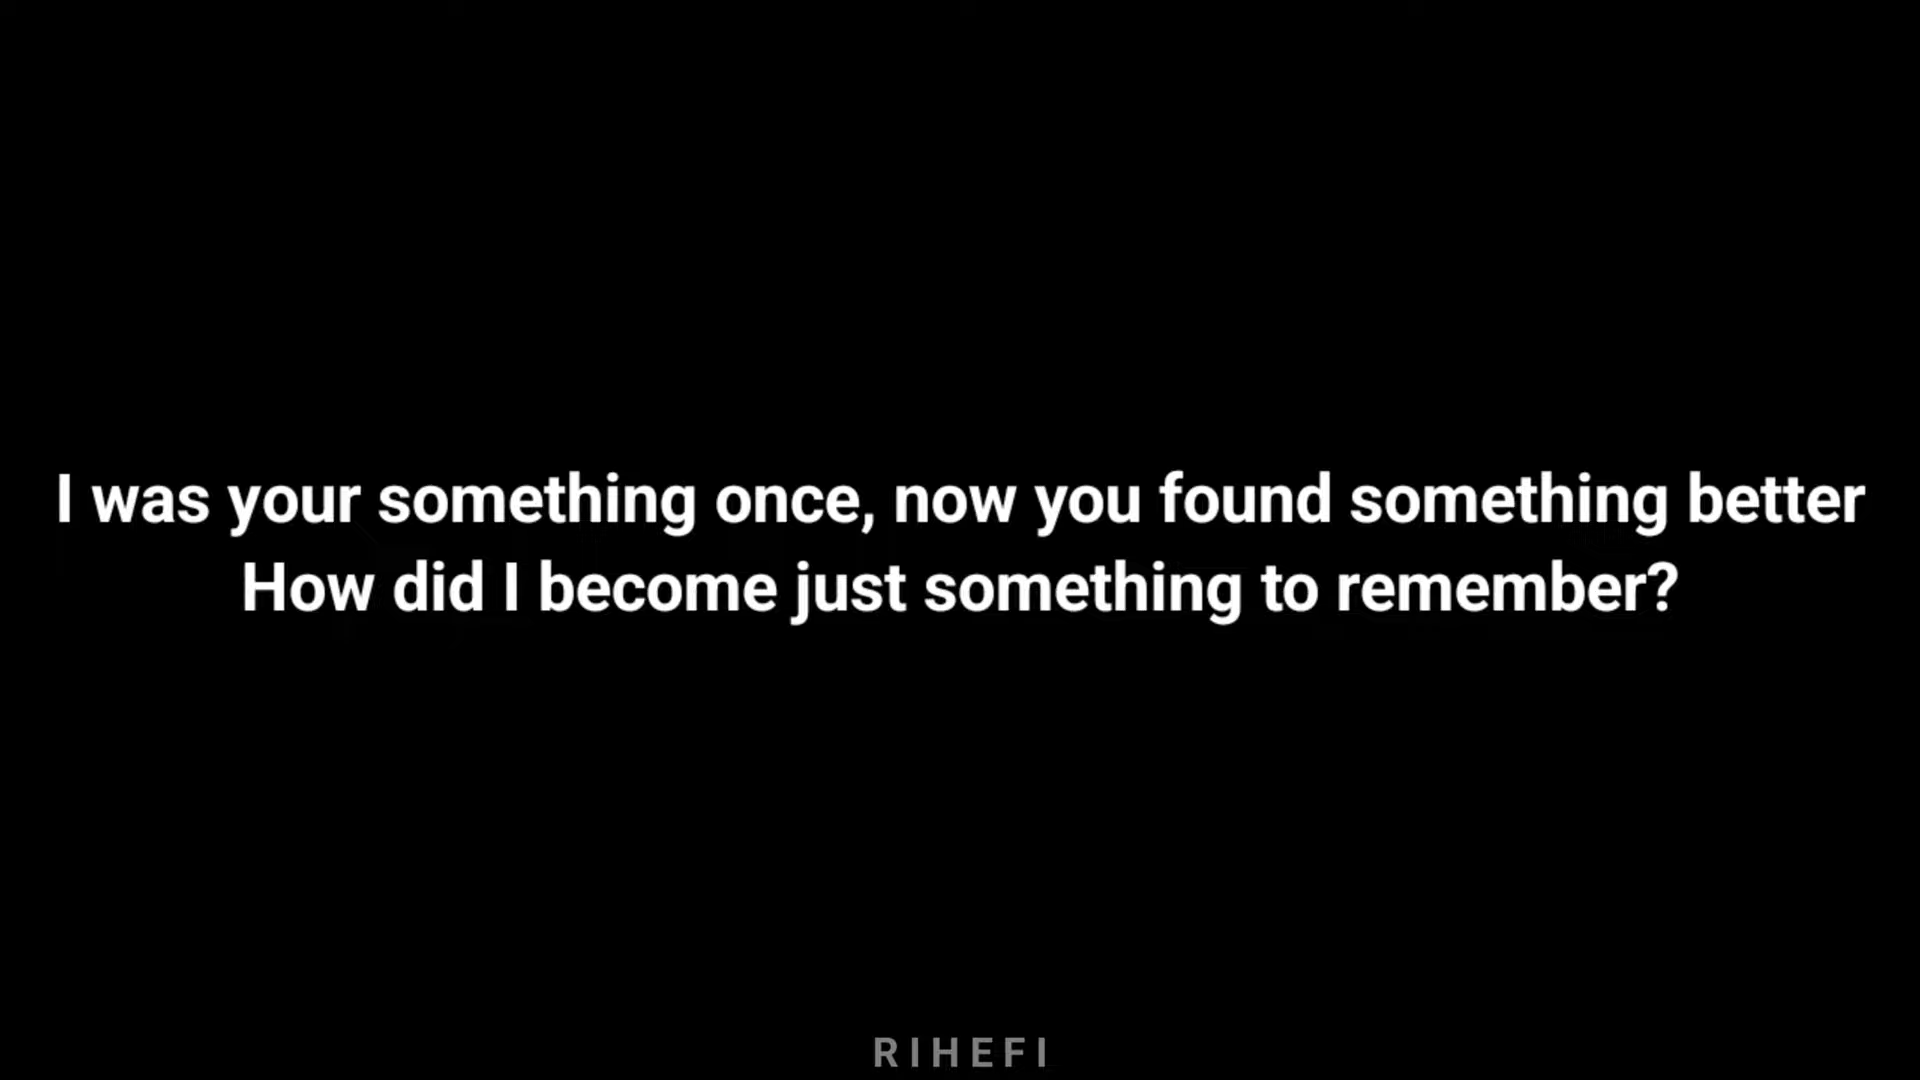 I was your something once, now you found something better
How did I become just something to remember?
RIHEFI